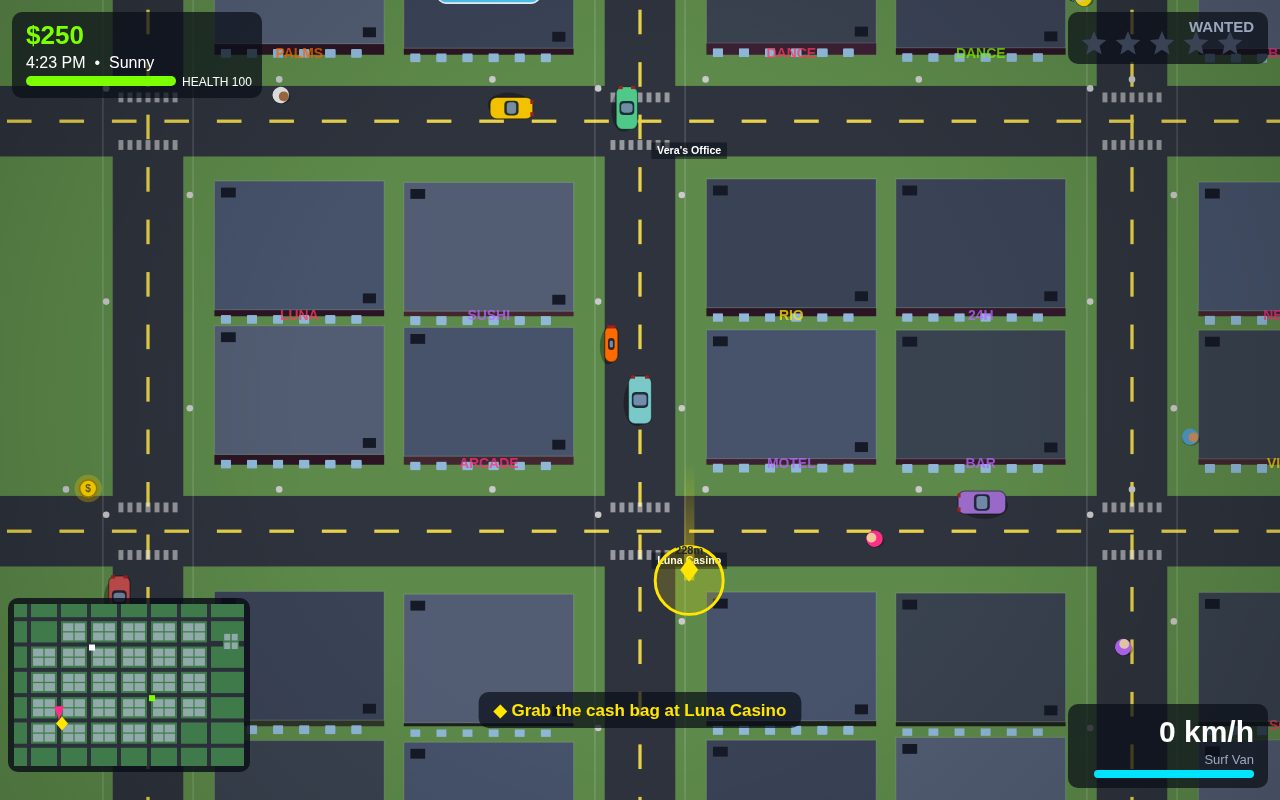 $250
4:23 PM • Sunny
HEALTH 100
WANTED
PALMS
DANCE
DANCE
Vera's Office
LUNA
SUSHI
RIO
24H
ARCADE
MOTEL
BAR
$
Luna Casino
◆ Grab the cash bag at Luna Casino
0 km/h
Surf Van